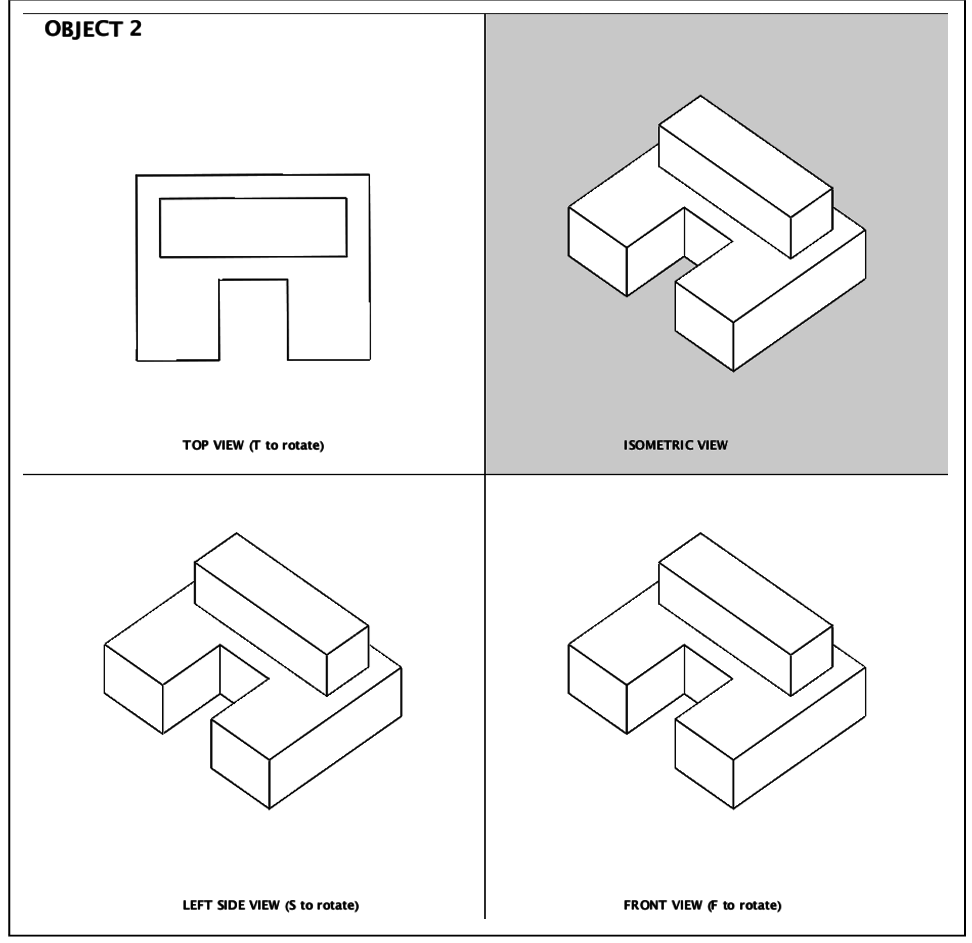 OBJECT 2
TOP VIEW (T to rotate)
ISOMETRIC VIEW
LEFT SIDE VIEW (S to rotate)
FRONT VIEW (F to rotate)